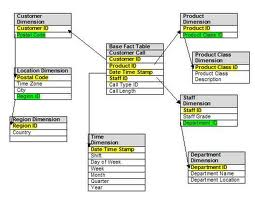 Customer
Dimension
Customer ID
Postal Code
Product
Dimension
Product ID
Product Class ID
Base Fact Table
Customer Call
Customer ID
Product ID
Date Time Stamp
Staff ID
Call Type ID
Call Length
Product Class
Dimension
Product Class ID
Product Class
Description
Location Dimension
Postal Code
Time Zone
City
Region ID
Staff
Dimension
Staff ID
Staff Grade
Department ID
Region Dimension
Region ID
Country
Time
Dimension
Date Time Stamp
Shift
Day of Week
Week
Month
Quarter
Year
Department
Dimension
Department ID
Department Name
Department Location